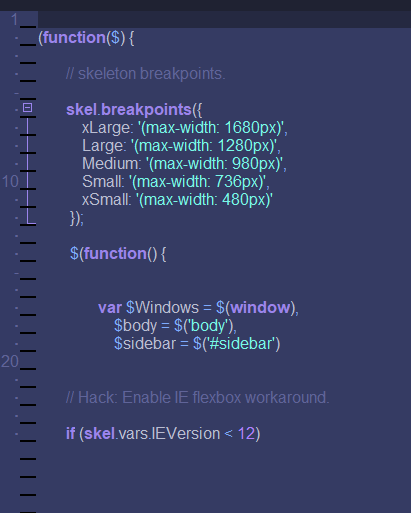 1
(function($) {
// skeleton breakpoints.
skel.breakpoints({
xLarge: '(max-width: 1680px)',
Large: '(max-width: 1280px)',
Medium: '(max-width: 980px)',
10 Small: '(max-width: 736px)',
xSmall: '(max-width: 480px)'
});
$(function() {
var $Windows = $(window),
$body = $('body'),
$sidebar = $('#sidebar')
20
// Hack: Enable IE flexbox workaround.
if (skel.vars.IEVersion < 12)